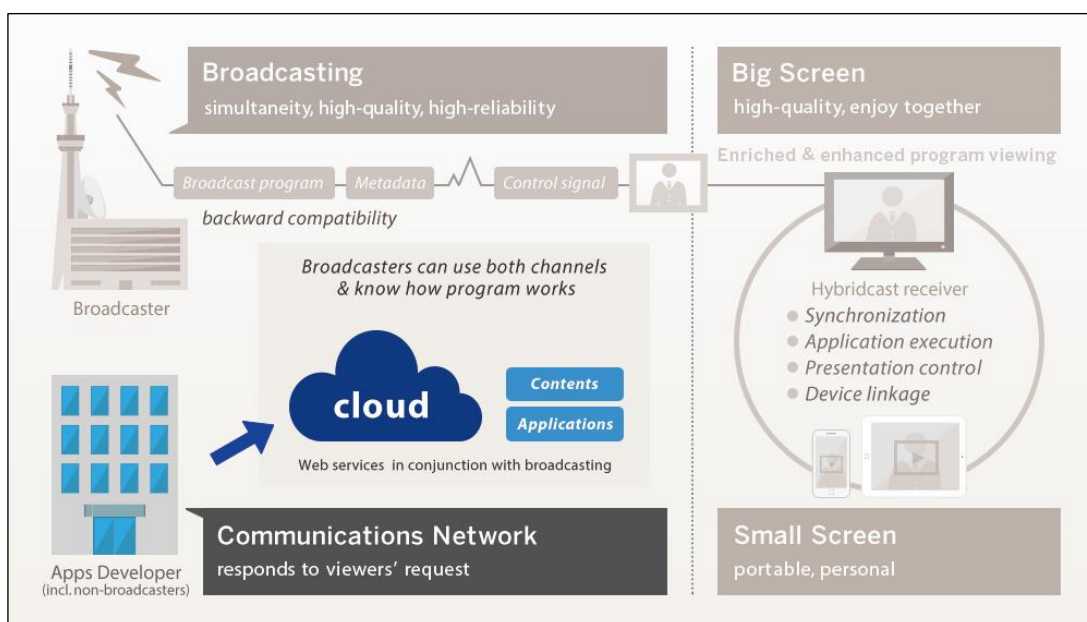 Broadcasting
simultaneity, high-quality, high-reliability
Big Screen
high-quality, enjoy together
Enriched & enhanced program viewing
Broadcast program
Metadata
Control signal
backward compatibility
Broadcasters can use both channels
& know how program works
Broadcaster
Hybridcast receiver
Synchronization
Application execution
Presentation control
Device linkage
cloud
Contents
Applications
Web services in conjunction with broadcasting
Communications Network
responds to viewers’ request
Small Screen
portable, personal
Apps Developer
(incl. non-broadcasters)